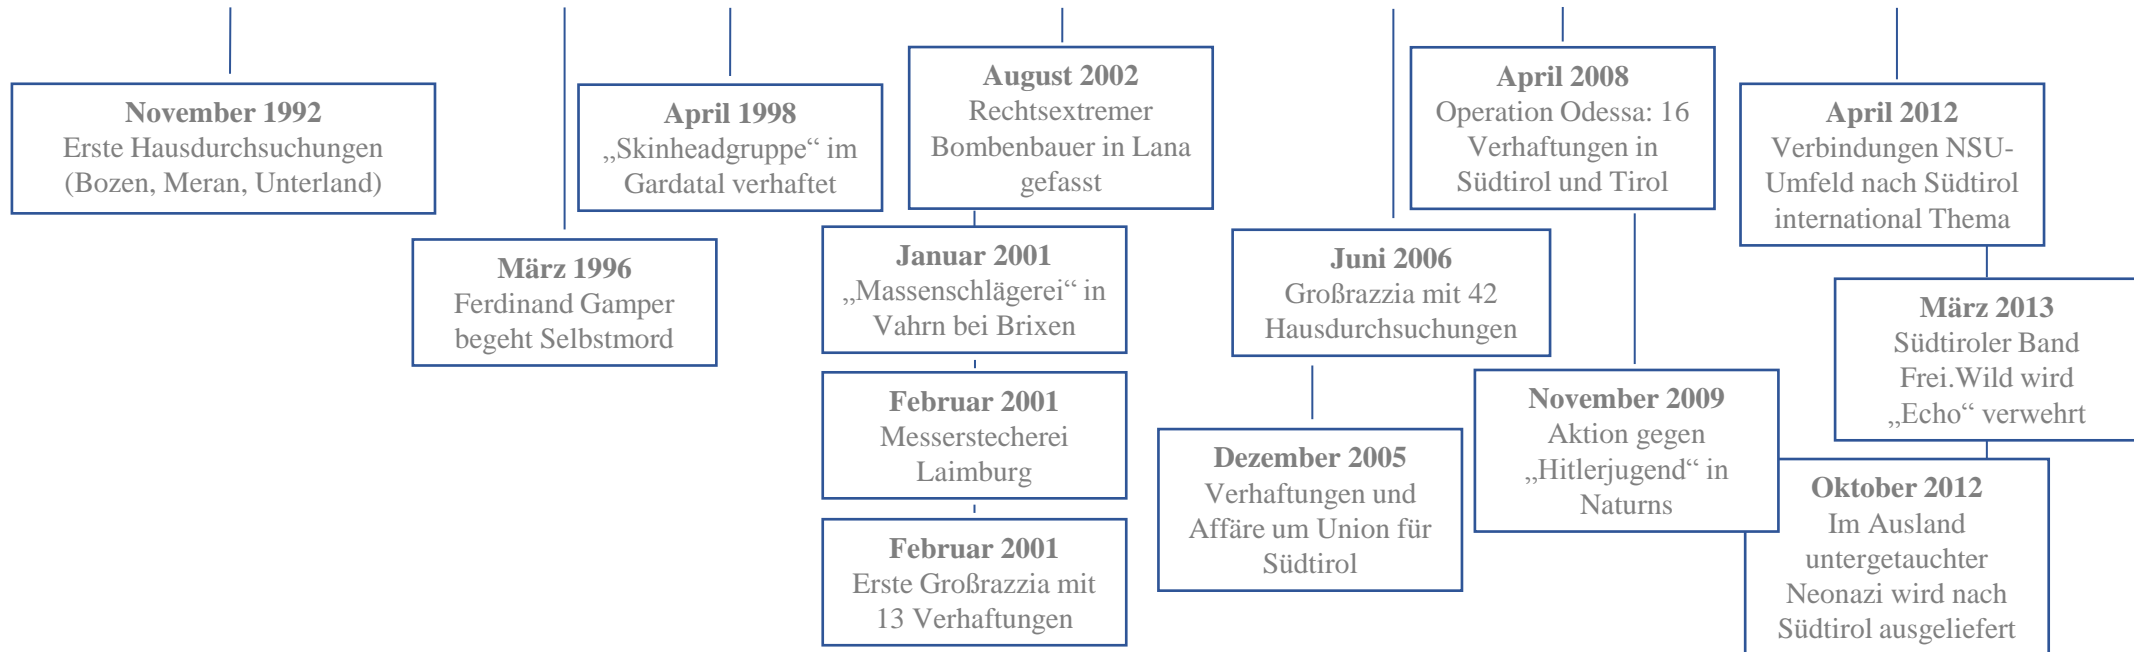 November 1992
Erste Hausdurchsuchungen
(Bozen, Meran, Unterland)
März 1996
Ferdinand Gamper
begeht Selbstmord
April 1998
„Skinheadgruppe“ im
Gardatal verhaftet
August 2002
Rechtsextremer
Bombenbauer in Lana
gefasst
Januar 2001
„Massenschlägerei“ in
Vahrn bei Brixen
Februar 2001
Messerstecherei
Laimburg
Februar 2001
Erste Großrazzia mit
13 Verhaftungen
Juni 2006
Großrazzia mit 42
Hausdurchsuchungen
Dezember 2005
Verhaftungen und
Affäre um Union für
Südtirol
April 2008
Operation Odessa: 16
Verhaftungen in
Südtirol und Tirol
November 2009
Aktion gegen
„Hitlerjugend“ in
Naturns
April 2012
Verbindungen NSU-
Umfeld nach Südtirol
international Thema
März 2013
Südtiroler Band
Frei.Wild wird
„Echo“ verwehrt
Oktober 2012
Im Ausland
untergetauchter
Neonazi wird nach
Südtirol ausgeliefert